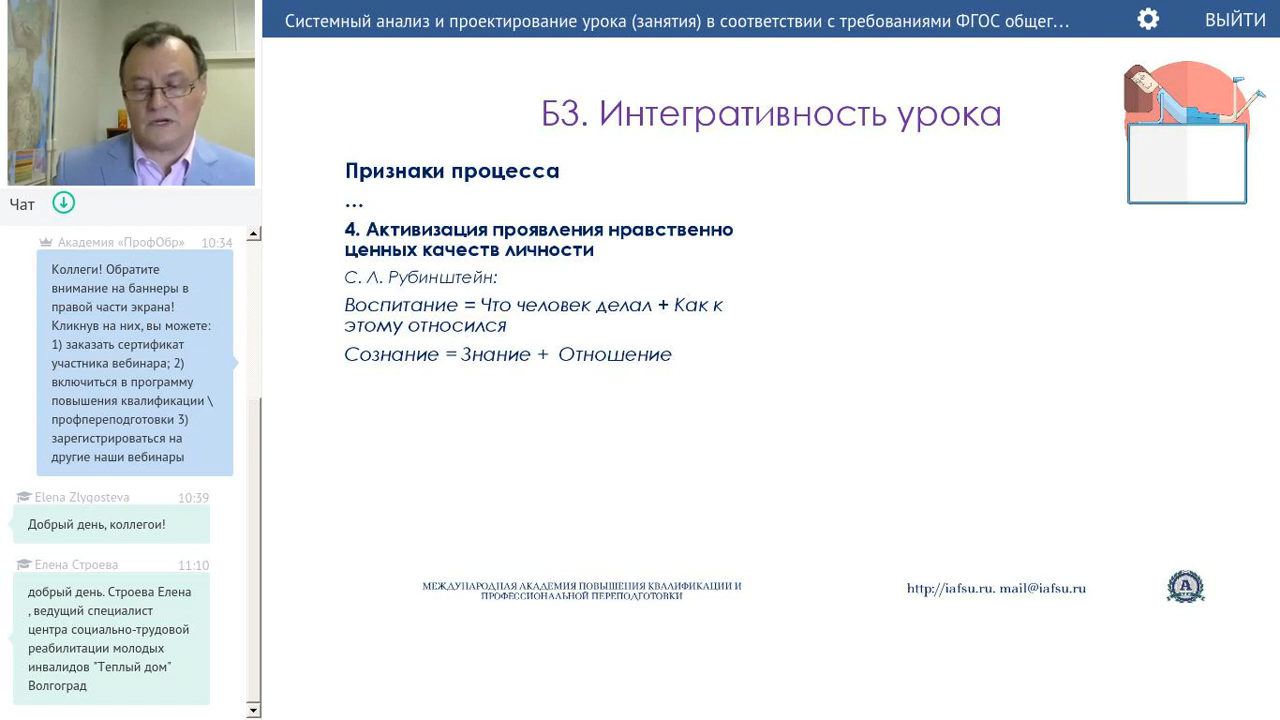 Системный анализ и проектирование урока (занятия) в соответствии с требованиями ФГОС общег...
ВЫЙТИ
Чат
Академия «ПрофОбр» 10:34
Коллеги! Обратите
внимание на баннеры в
правой части экрана!
Кликнув на них, вы можете:
1) заказать сертификат
участника вебинара; 2)
включиться в программу
повышения квалификации \
профпереподготовки 3)
зарегистрироваться на
другие наши вебинары
Elena Zlygosteva 10:39
Добрый день, коллегои!
Елена Строева 11:10
добрый день. Строева Елена
, ведущий специалист
центра социально-трудовой
реабилитации молодых
инвалидов "Теплый дом"
Волгоград
Б3. Интегративность урока
Признаки процесса
...
4. Активизация проявления нравственно
ценных качеств личности
С. Л. Рубинштейн:
Воспитание = Что человек делал + Как к
этому относился
Сознание = Знание + Отношение
МЕЖДУНАРОДНАЯ АКАДЕМИЯ ПОВЫШЕНИЯ КВАЛИФИКАЦИИ И
ПРОФЕССИОНАЛЬНОЙ ПЕРЕПОДГОТОВКИ
http://iafsu.ru. mail@iafsu.ru